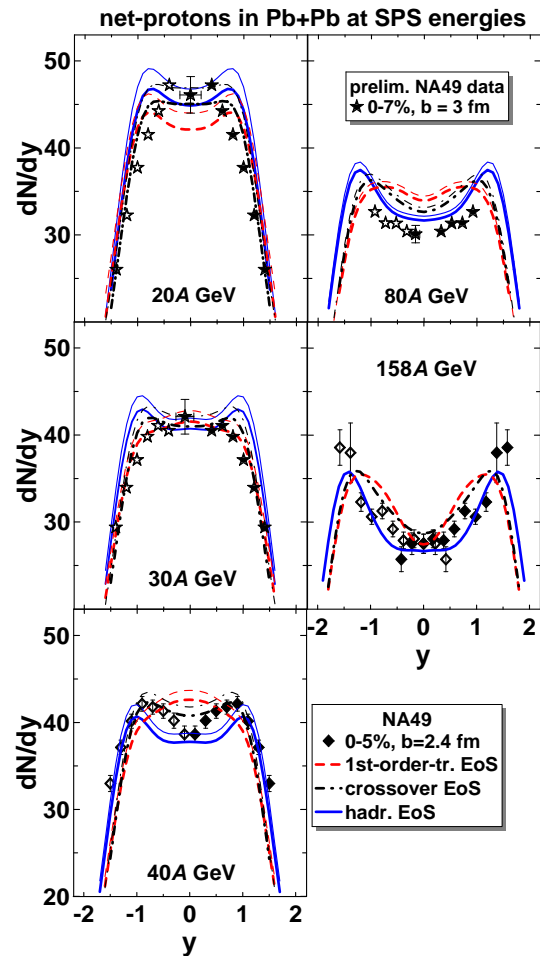 net-protons in Pb+Pb at SPS energies
50
40
30
dN/dy
20A GeV
prelim. NA49 data
★ 0-7%, b = 3 fm
80A GeV
50
40
30
dN/dy
30A GeV
158A GeV
-2 -1 0 1 2
y
50
40
30
20
dN/dy
40A GeV
-2 -1 0 1 2
y
NA49
◆ 0-5%, b=2.4 fm
1st-order-tr. EoS
crossover EoS
hadr. EoS